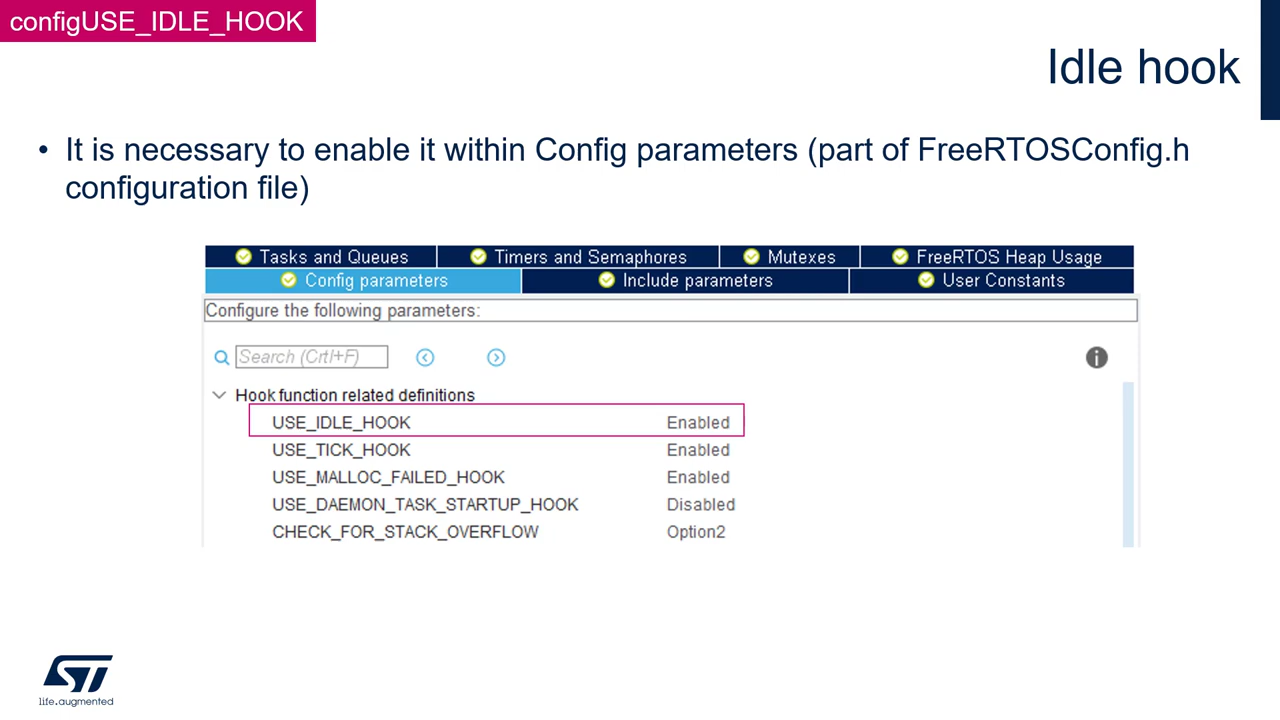 configUSE_IDLE_HOOK
Idle hook
• It is necessary to enable it within Config parameters (part of FreeRTOSConfig.h
configuration file)
Tasks and Queues Timers and Semaphores Mutexes FreeRTOS Heap Usage
Config parameters Include parameters User Constants
Configure the following parameters:
Search (Crtl+F)
Hook function related definitions
USE_IDLE_HOOK Enabled
USE_TICK_HOOK Enabled
USE_MALLOC_FAILED_HOOK Enabled
USE_DAEMON_TASK_STARTUP_HOOK Disabled
CHECK_FOR_STACK_OVERFLOW Option2
ST
life.augmented